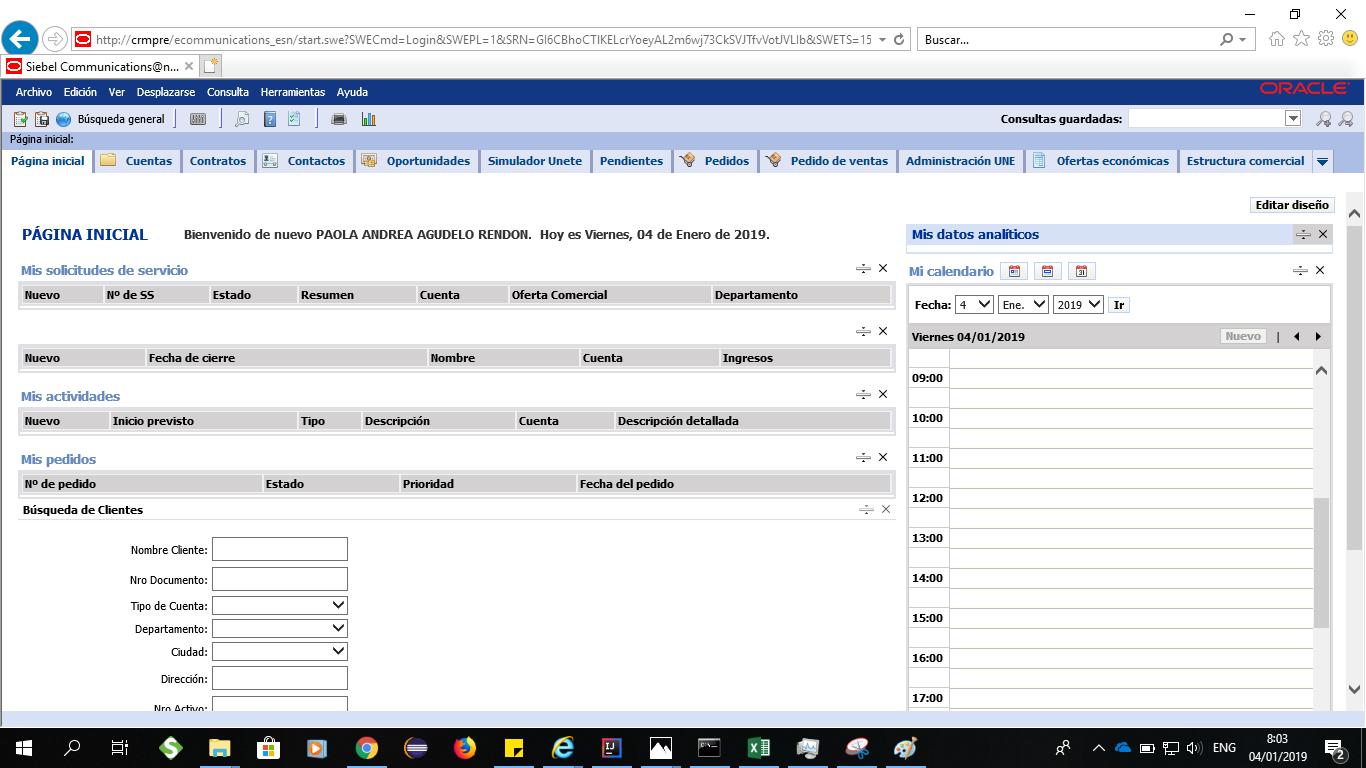 http://crmpre/ecommunications_esn/start.swe?SWECmd=Login&SWEPL=1&SRN=
Buscar...
Siebel Communications@n...
Archivo Edición Ver Desplazarse Consulta Herramientas Ayuda
ORACLE
Búsqueda general
Consultas guardadas:
Página inicial:
Página inicial Cuentas Contratos Contactos Oportunidades Simulador Unete Pendientes Pedidos Pedido de ventas Administración UNE Ofertas económicas Estructura comercial
Editar diseño
PÁGINA INICIAL Bienvenido de nuevo PAOLA ANDREA AGUDELO RENDON. Hoy es Viernes, 04 de Enero de 2019.
Mis solicitudes de servicio
Nuevo Nº de SS Estado Resumen Cuenta Oferta Comercial Departamento
Nuevo Fecha de cierre Nombre Cuenta Ingresos
Mis actividades
Nuevo Inicio previsto Tipo Descripción Cuenta Descripción detallada
Mis pedidos
Nº de pedido Estado Prioridad Fecha del pedido
Búsqueda de Clientes
Nombre Cliente:
Nro Documento:
Tipo de Cuenta:
Departamento:
Ciudad:
Dirección:
Nro Activo:
Mis datos analíticos
Mi calendario 31
Fecha: 4 Ene. 2019 Ir
Viernes 04/01/2019 Nuevo |
09:00
10:00
11:00
12:00
13:00
14:00
15:00
16:00
17:00
ENG
8:03
04/01/2019
2